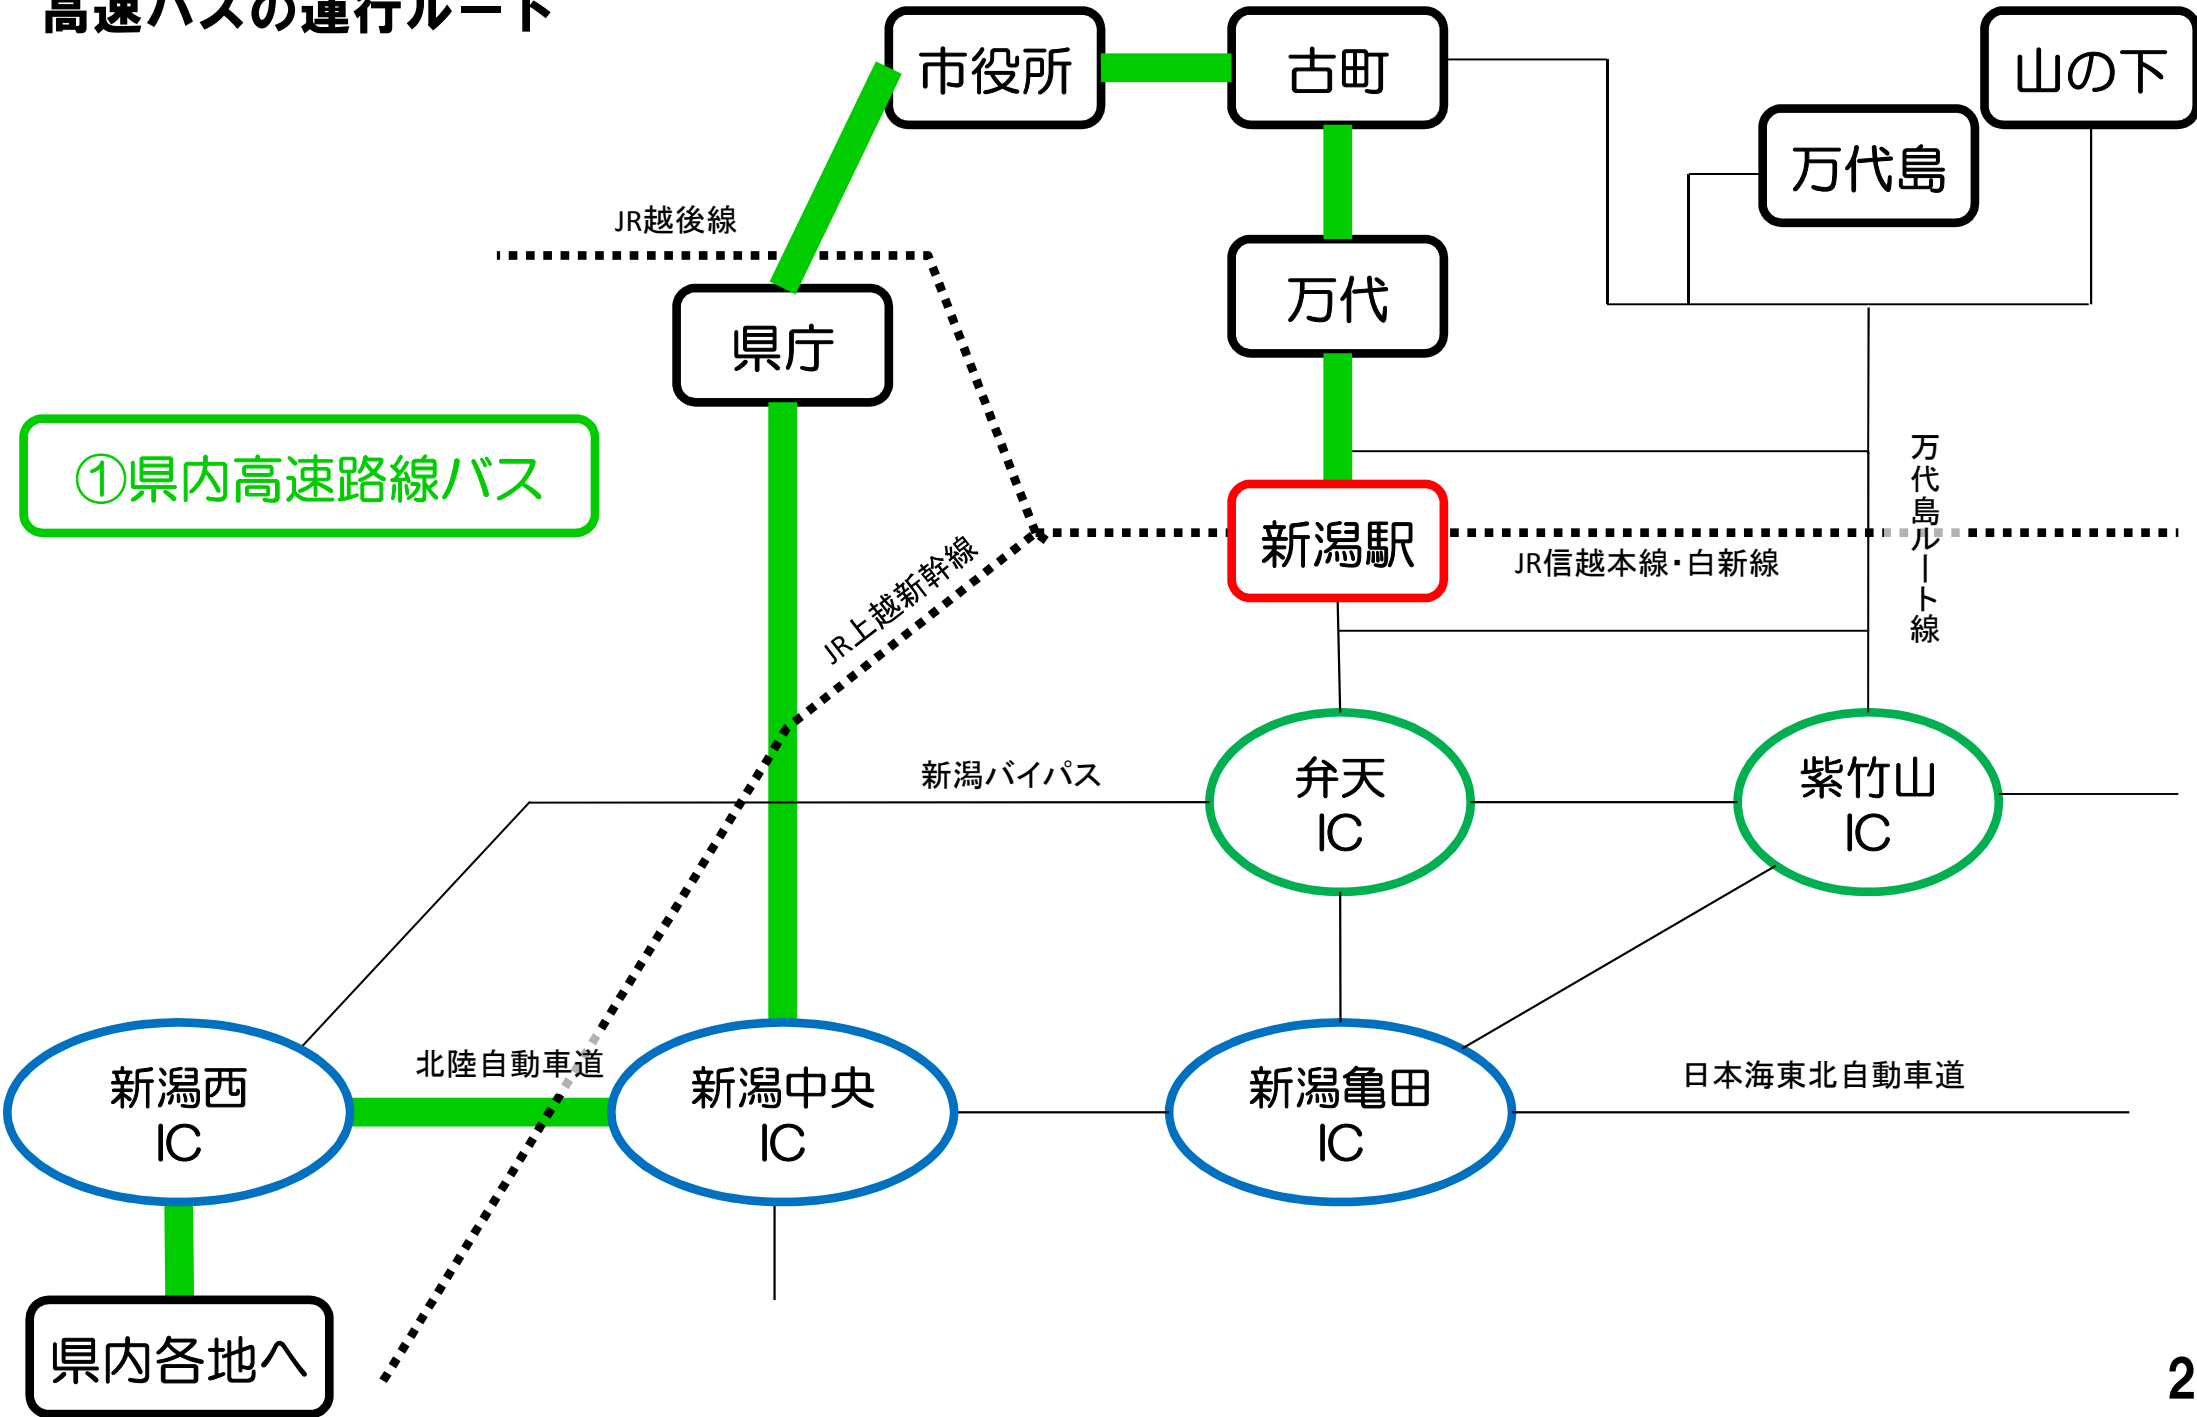 高速バスの運行ルート
市役所
古町
山の下
万代島
JR越後線
万代
県庁
①県内高速路線バス
万代島ルート線
新潟駅
JR信越本線・白新線
JR上越新幹線
新潟バイパス
弁天
IC
紫竹山
IC
北陸自動車道
日本海東北自動車道
新潟西
IC
新潟中央
IC
新潟亀田
IC
県内各地へ
2